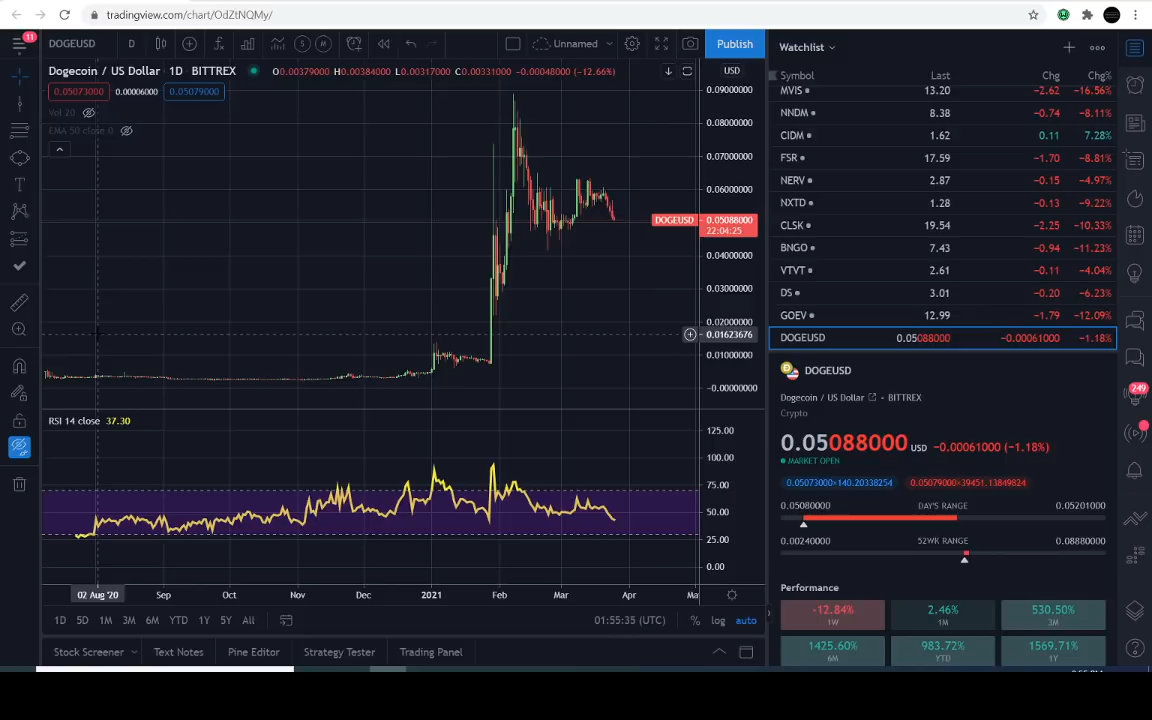 tradingview.com/chart/OdZtNQMy/
11
DOGEUSD D S M Unnamed Publish
Dogecoin / US Dollar 1D BITTREX O0.00379000 H0.00384000 L0.00317000 C0.00331000 -0.00048000 (-12.66%) USD
0.05073000 0.00006000 0.05079000
Vol 20
EMA 50 close 0
0.09000000
0.08000000
0.07000000
0.06000000
DOGEUSD 0.05088000
22:04:25
0.04000000
0.03000000
0.02000000
0.01623676
0.01000000
-0.00000000
RSI 14 close 37.30
125.00
100.00
75.00
50.00
25.00
0.00
02 Aug '20 Sep Oct Nov Dec 2021 Feb Mar Apr Ma
1D 5D 1M 3M 6M YTD 1Y 5Y All 01:55:35 (UTC) % log auto
Stock Screener Text Notes Pine Editor Strategy Tester Trading Panel
Watchlist
Symbol Last Chg Chg%
MVIS 13.20 -2.62 -16.56%
NNDM 8.38 -0.74 -8.11%
CIDM 1.62 0.11 7.28%
FSR 17.59 -1.70 -8.81%
NERV 2.87 -0.15 -4.97%
NXTD 1.28 -0.13 -9.22%
CLSK 19.54 -2.25 -10.33%
BNGO 7.43 -0.94 -11.23%
VTVT 2.61 -0.11 -4.04%
DS 3.01 -0.20 -6.23%
GOEV 12.99 -1.79 -12.09%
DOGEUSD 0.05088000 -0.00061000 -1.18%
DOGEUSD
Dogecoin / US Dollar • BITTREX
Crypto
0.05088000 USD -0.00061000 (-1.18%)
MARKET OPEN
0.05073000×140.20338254 0.05079000×39451.13849824
0.05080000 DAY'S RANGE 0.05201000
0.00240000 52WK RANGE 0.08880000
Performance
-12.84% 2.46% 530.50%
1W 1M 3M
1425.60% 983.72% 1569.71%
6M YTD 1Y
249